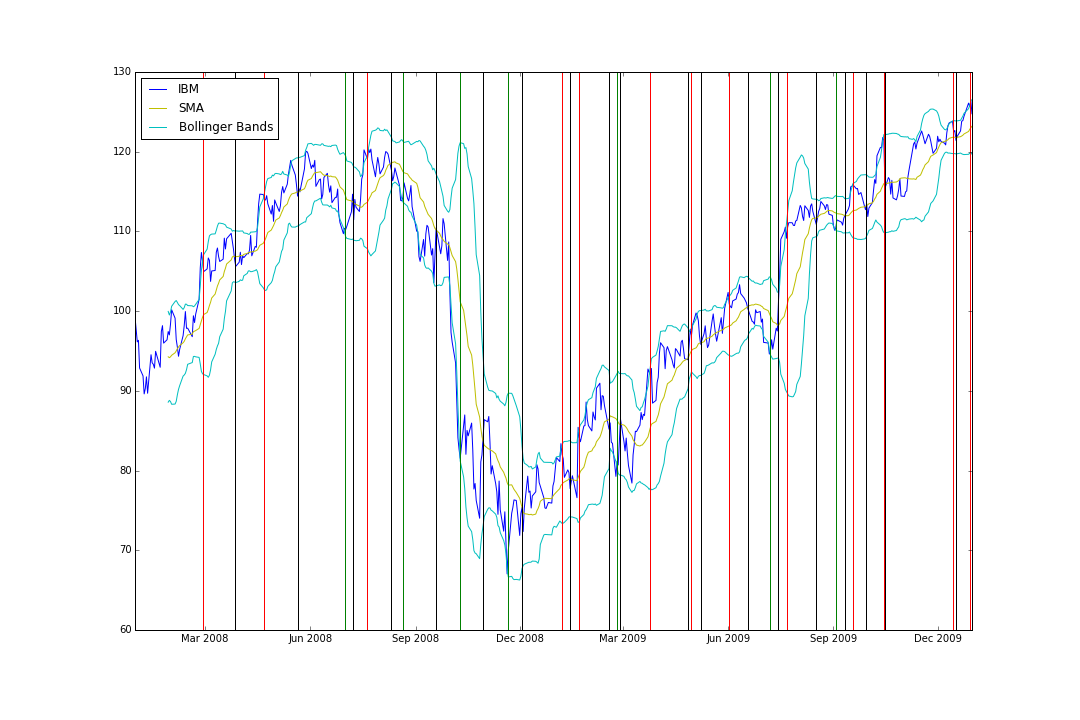 130
120
110
100
90
80
70
60
IBM
SMA
Bollinger Bands
Mar 2008
Jun 2008
Sep 2008
Dec 2008
Mar 2009
Jun 2009
Sep 2009
Dec 2009